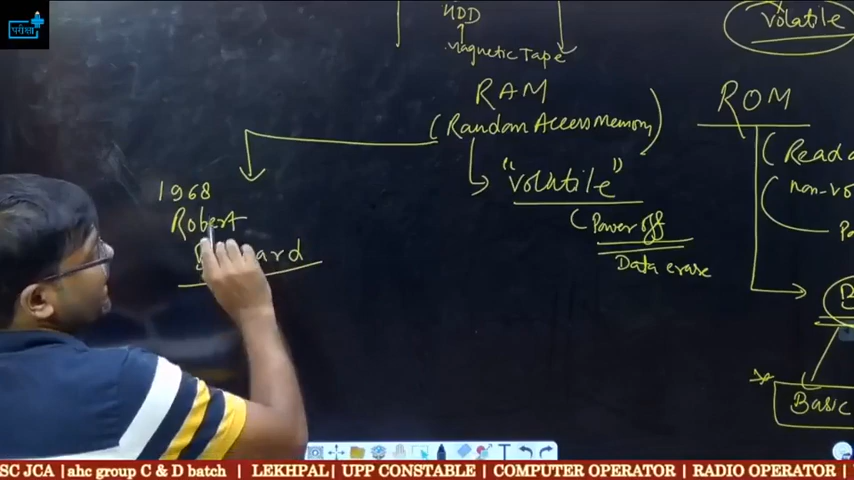 परीक्षा
HDD
Magnetic Tape
volatile
RAM
(Random Access Memory)
"volatile"
(Power off
Data erase
1968
Robert
ard
ROM
(Read
(non-vo
Basic
SC JCA | ahc group C & D batch | LEKHPAL | UPP CONSTABLE | COMPUTER OPERATOR | RADIO OPERATOR |